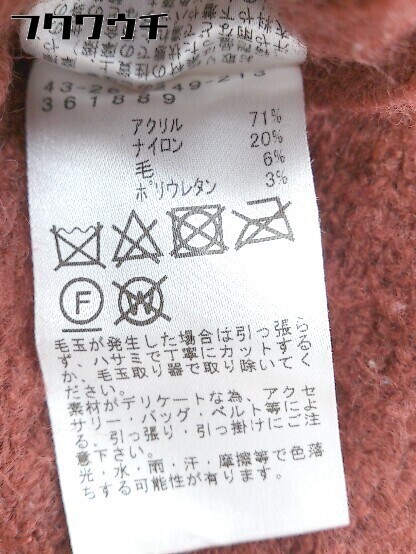 フクワウチ
361889
アクリル 71%
ナイロン 20%
毛 6%
ポリウレタン 3%
F
W
毛玉が発生した場合は引っ張ら
ず、ハサミで丁寧にカットする
か、毛玉取り器で取り除いてく
ださい。
素材がデリケートな為、アクセ
サリー・バッグ・ベルト等によ
る、引っ張り・引っ掛けにご注
意下さい。
光・水・雨・汗・摩擦等で色落
ちする可能性が有ります。